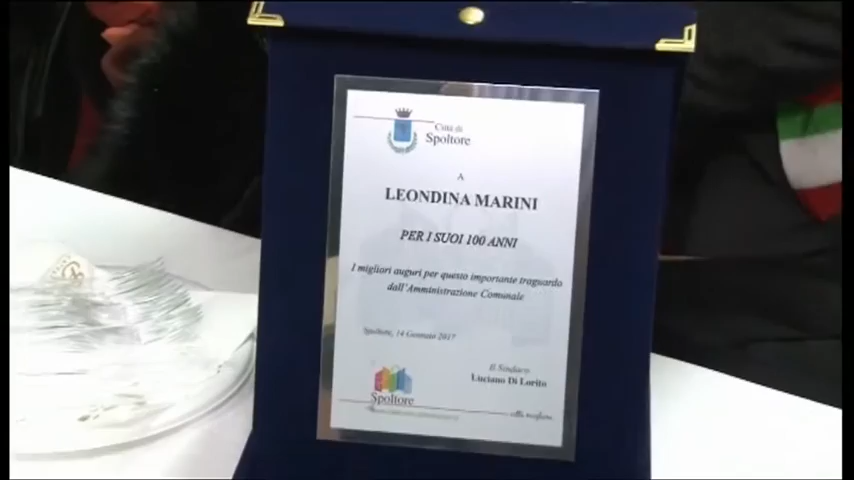 Città di
Spoltore
A
LEONDINA MARINI
PER I SUOI 100 ANNI
I migliori auguri per questo importante traguardo
dall'Amministrazione Comunale
Spoltore, 14 Gennaio 2017
Il Sindaco
Luciano Di Lorito
Spoltore